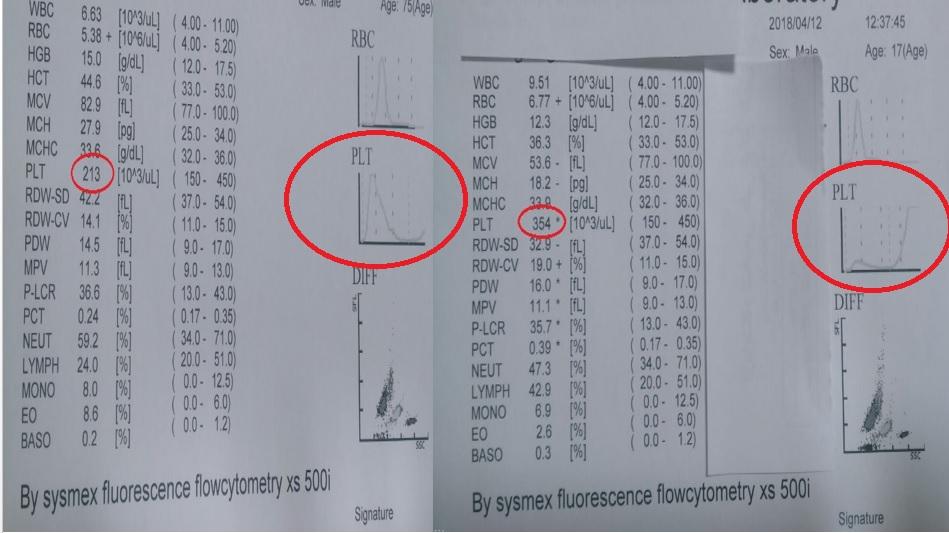 Sex: Male Age: 75(Age)
WBC 6.63 [10^3/uL] ( 4.00 - 11.00)
RBC 5.38 + [10^6/uL] ( 4.00 - 5.20)
HGB 15.0 [g/dL] ( 12.0 - 17.5)
HCT 44.6 [%] ( 33.0 - 53.0)
MCV 82.9 [fL] ( 77.0 - 100.0)
MCH 27.9 [pg] ( 25.0 - 34.0)
MCHC 33.6 [g/dL] ( 32.0 - 36.0)
PLT 213 [10^3/uL] ( 150 - 450)
RDW-SD 42.2 [fL] ( 37.0 - 54.0)
RDW-CV 14.1 [%] ( 11.0 - 15.0)
PDW 14.5 [fL] ( 9.0 - 17.0)
MPV 11.3 [fL] ( 9.0 - 13.0)
P-LCR 36.6 [%] ( 13.0 - 43.0)
PCT 0.24 [%] ( 0.17 - 0.35)
NEUT 59.2 [%] ( 34.0 - 71.0)
LYMPH 24.0 [%] ( 20.0 - 51.0)
MONO 8.0 [%] ( 0.0 - 12.5)
EO 8.6 [%] ( 0.0 - 6.0)
BASO 0.2 [%] ( 0.0 - 1.2)
RBC
PLT
DIFF
SSC
By sysmex fluorescence flowcytometry xs 500i
Signature
2018/04/12 12:37:45
Sex: Male Age: 17(Age)
WBC 9.51 [10^3/uL] ( 4.00 - 11.00)
RBC 6.77 + [10^6/uL] ( 4.00 - 5.20)
HGB 12.3 [g/dL] ( 12.0 - 17.5)
HCT 36.3 [%] ( 33.0 - 53.0)
MCV 53.6 - [fL] ( 77.0 - 100.0)
MCH 18.2 - [pg] ( 25.0 - 34.0)
MCHC 33.9 [g/dL] ( 32.0 - 36.0)
PLT 354 * [10^3/uL] ( 150 - 450)
RDW-SD 32.9 - [fL] ( 37.0 - 54.0)
RDW-CV 19.0 + [%] ( 11.0 - 15.0)
PDW 16.0 * [fL] ( 9.0 - 17.0)
MPV 11.1 * [fL] ( 9.0 - 13.0)
P-LCR 35.7 * [%] ( 13.0 - 43.0)
PCT 0.39 * [%] ( 0.17 - 0.35)
NEUT 47.3 [%] ( 34.0 - 71.0)
LYMPH 42.9 [%] ( 20.0 - 51.0)
MONO 6.9 [%] ( 0.0 - 12.5)
EO 2.6 [%] ( 0.0 - 6.0)
BASO 0.3 [%] ( 0.0 - 1.2)
RBC
PLT
DIFF
SSC
By sysmex fluorescence flowcytometry xs 500i
Signature